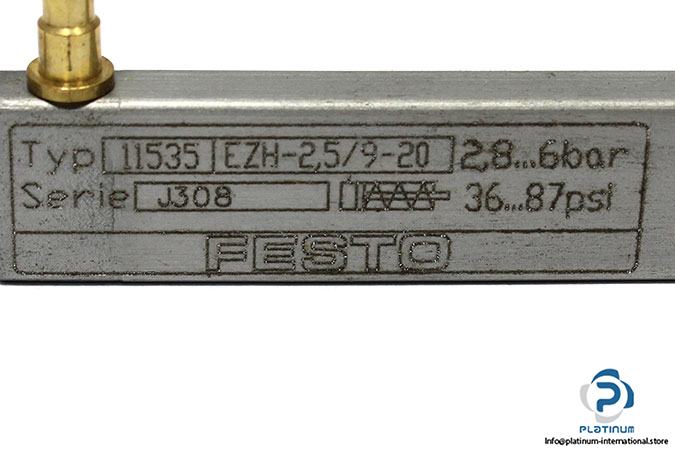 Typ 11535 EZH-2,5/9-20 2,8...6bar
Serie J308 36...87psi
FESTO
PLATINUM
Info@platinum-international.store